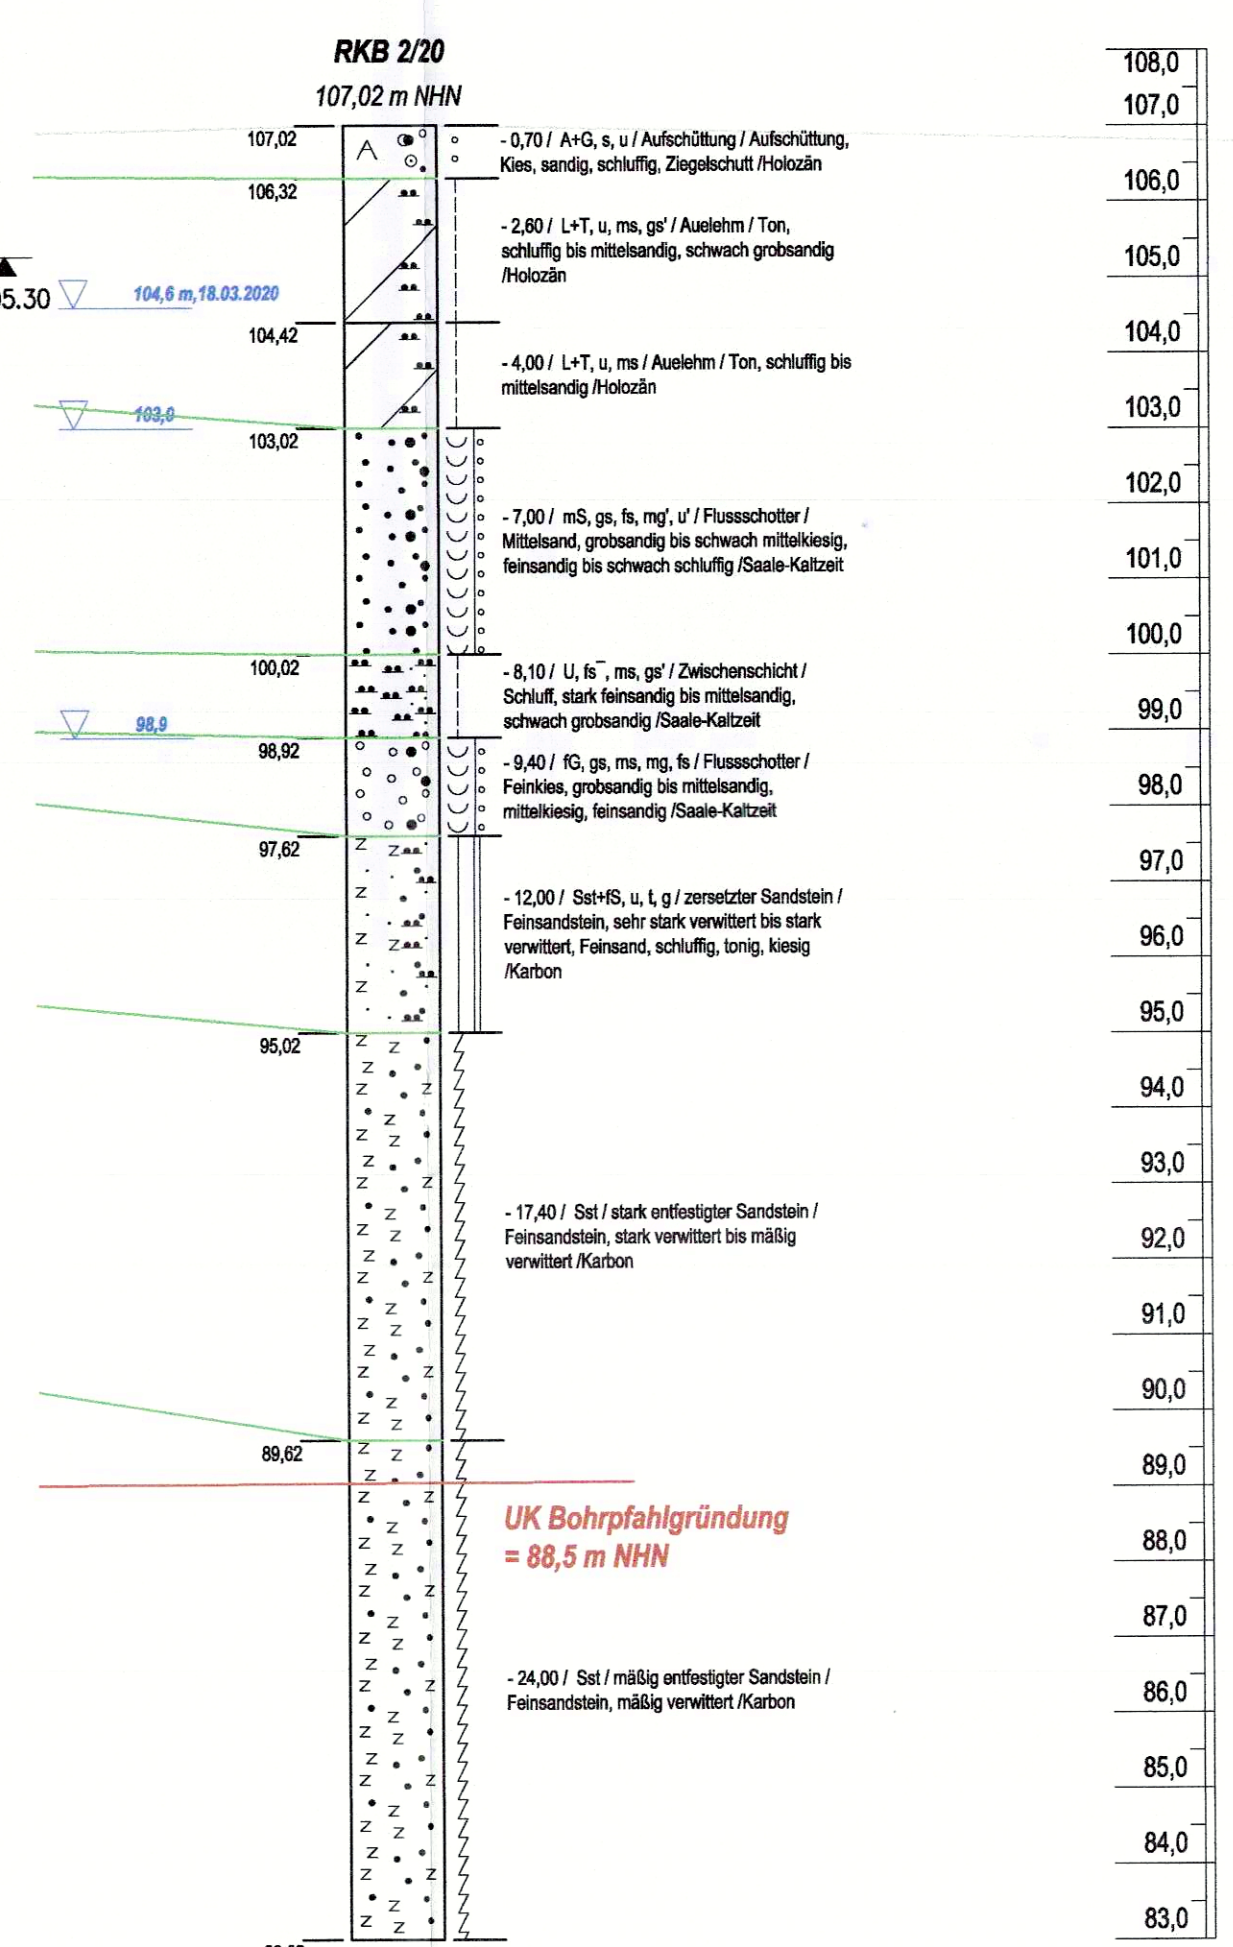 RKB 2/20
107,02 m NHN
107,02
- 0,70 / A+G, s, u / Aufschüttung / Aufschüttung,
Kies, sandig, schluffig, Ziegelschutt /Holozän
A
106,32
- 2,60 / L+T, u, ms, gs' / Auelehm / Ton,
schluffig bis mittelsandig, schwach grobsandig
/Holozän
5.30
104,6 m,18.03.2020
104,42
- 4,00 / L+T, u, ms / Auelehm / Ton, schluffig bis
mittelsandig /Holozän
103,0
103,02
- 7,00 / mS, gs, fs, mg', u' / Flussschotter /
Mittelsand, grobsandig bis schwach mittelkiesig,
feinsandig bis schwach schluffig /Saale-Kaltzeit
100,02
- 8,10 / U, fs¯, ms, gs' / Zwischenschicht /
Schluff, stark feinsandig bis mittelsandig,
schwach grobsandig /Saale-Kaltzeit
98,9
98,92
- 9,40 / fG, gs, ms, mg, fs / Flussschotter /
Feinkies, grobsandig bis mittelsandig,
mittelkiesig, feinsandig /Saale-Kaltzeit
97,62
- 12,00 / Sst+fS, u, t, g / zersetzter Sandstein /
Feinsandstein, sehr stark verwittert bis stark
verwittert, Feinsand, schluffig, tonig, kiesig
/Karbon
95,02
- 17,40 / Sst / stark entfestigter Sandstein /
Feinsandstein, stark verwittert bis mäßig
verwittert /Karbon
89,62
UK Bohrpfahlgründung
= 88,5 m NHN
- 24,00 / Sst / mäßig entfestigter Sandstein /
Feinsandstein, mäßig verwittert /Karbon
108,0
107,0
106,0
105,0
104,0
103,0
102,0
101,0
100,0
99,0
98,0
97,0
96,0
95,0
94,0
93,0
92,0
91,0
90,0
89,0
88,0
87,0
86,0
85,0
84,0
83,0